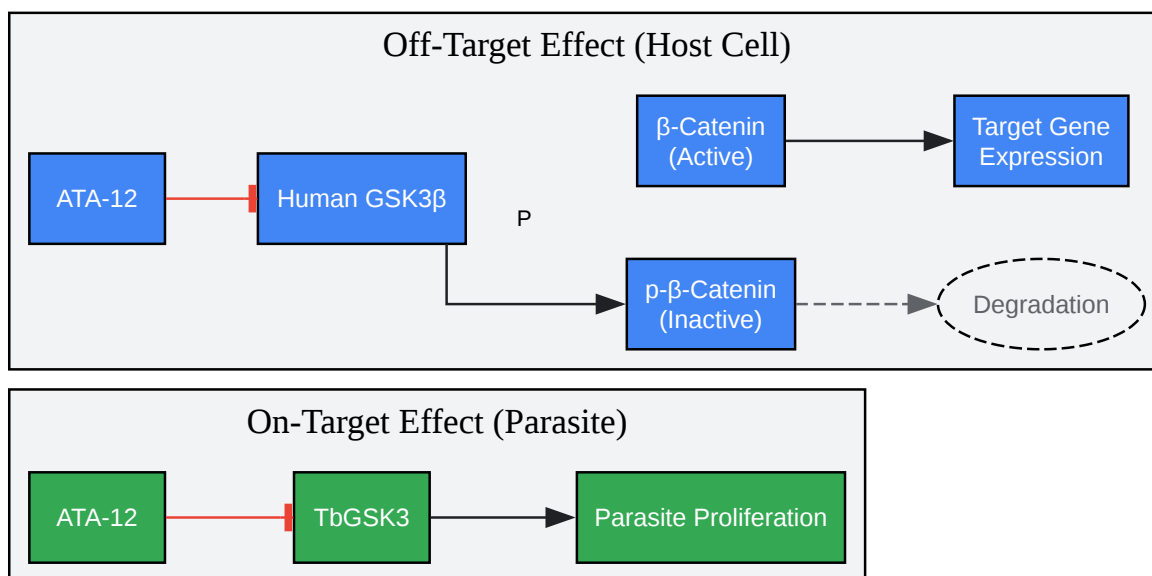 Off-Target Effect (Host Cell)
β-Catenin
(Active)
Target Gene
Expression
ATA-12
Human GSK3β
P
p-β-Catenin
(Inactive)
Degradation
On-Target Effect (Parasite)
ATA-12
TbGSK3
Parasite Proliferation